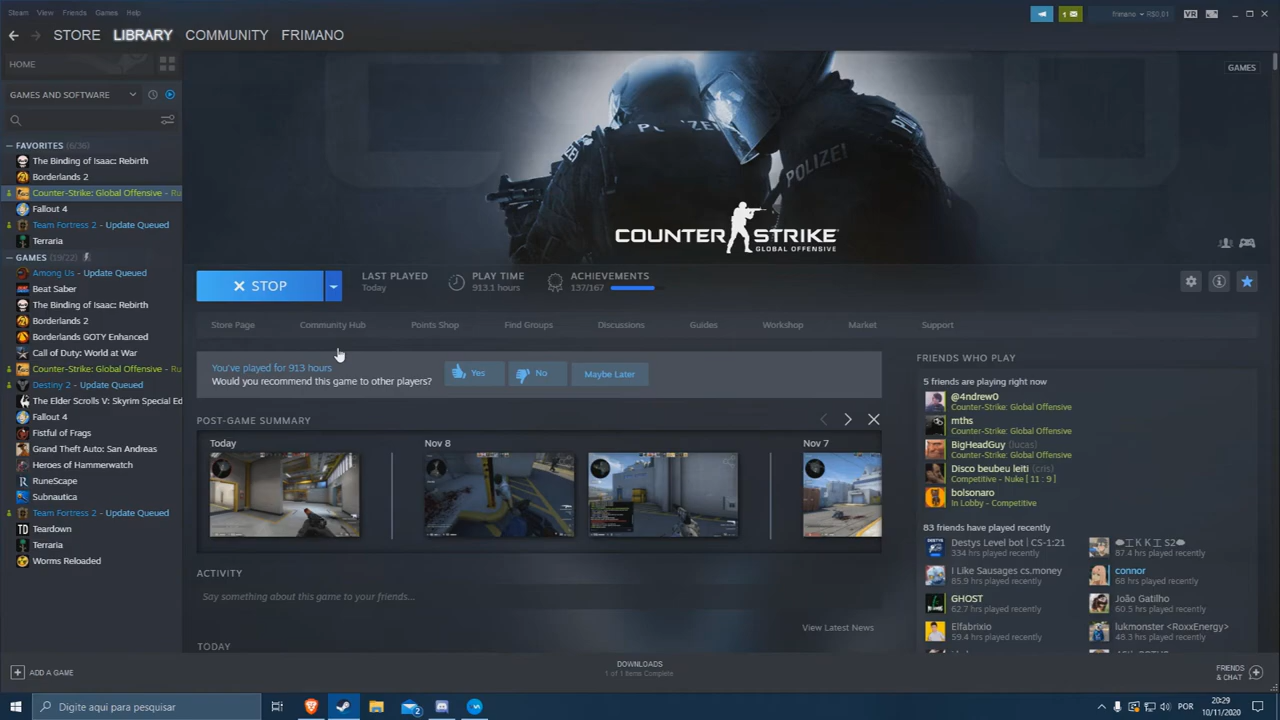 Steam View Friends Games Help
1
frimano R$0,01
STORE LIBRARY COMMUNITY FRIMANO
HOME
GAMES AND SOFTWARE
FAVORITES (6/36)
The Binding of Isaac: Rebirth
Borderlands 2
Counter-Strike: Global Offensive - Ru
Fallout 4
Team Fortress 2 - Update Queued
Terraria
GAMES (19/22)
Among Us - Update Queued
Beat Saber
The Binding of Isaac: Rebirth
Borderlands 2
Borderlands GOTY Enhanced
Call of Duty: World at War
Counter-Strike: Global Offensive - Ru
Destiny 2 - Update Queued
The Elder Scrolls V: Skyrim Special Ed
Fallout 4
Fistful of Frags
Grand Theft Auto: San Andreas
Heroes of Hammerwatch
RuneScape
Subnautica
Team Fortress 2 - Update Queued
Teardown
Terraria
Worms Reloaded
ADD A GAME
GAMES
POLIZEI
POLIZEI
COUNTER STRIKE
GLOBAL OFFENSIVE
STOP
LAST PLAYED
Today
PLAY TIME
913.1 hours
ACHIEVEMENTS
137/167
Store Page Community Hub Points Shop Find Groups Discussions Guides Workshop Market Support
You've played for 913 hours
Would you recommend this game to other players?
Yes No Maybe Later
POST-GAME SUMMARY
Today Nov 8 Nov 7
ACTIVITY
Say something about this game to your friends...
View Latest News
TODAY
FRIENDS WHO PLAY
5 friends are playing right now
@4ndrew0
Counter-Strike: Global Offensive
mths
Counter-Strike: Global Offensive
BigHeadGuy (lucas)
Counter-Strike: Global Offensive
Disco beubeu leiti (cris)
Competitive - Nuke [ 11 : 9 ]
bolsonaro
In Lobby - Competitive
83 friends have played recently
Destys Level bot | CS-1:21
334 hrs played recently
87.4 hrs played recently
I Like Sausages cs.money
85.9 hrs played recently
connor
68 hrs played recently
GHOST
62.7 hrs played recently
João Gatilho
60.5 hrs played recently
Elfabrixio
59.4 hrs played recently
lukmonster <RoxxEnergy>
48.3 hrs played recently
DOWNLOADS
1 of 1 Items Complete
FRIENDS
& CHAT
Digite aqui para pesquisar
POR
20:29
10/11/2020